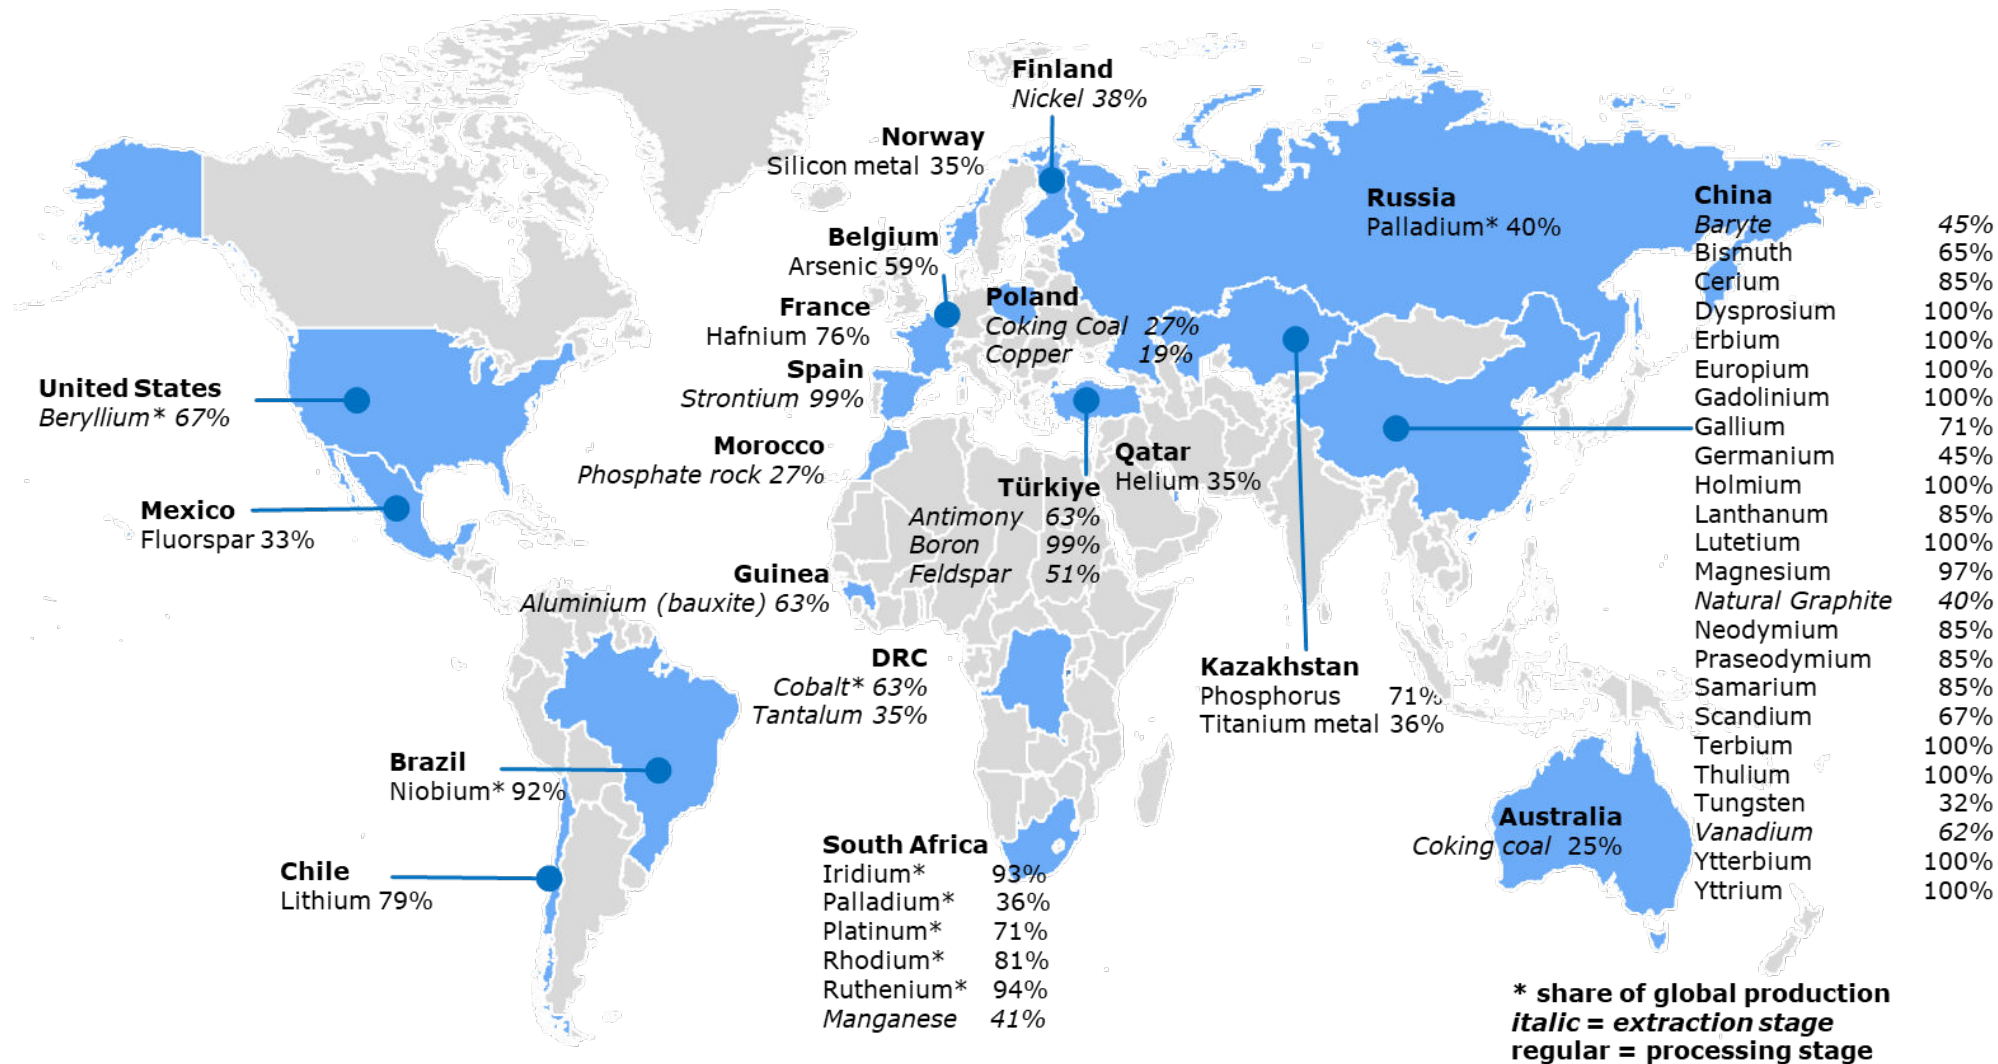 Finland
Nickel 38%
Norway
Silicon metal 35%
Belgium
Arsenic 59%
France
Hafnium 76%
Spain
Strontium 99%
Morocco
Phosphate rock 27%
Poland
Coking Coal 27%
Copper 19%
Russia
Palladium* 40%
United States
Beryllium* 67%
Mexico
Fluorspar 33%
Qatar
Helium 35%
Türkiye
Antimony 63%
Boron 99%
Feldspar 51%
Guinea
Aluminium (bauxite) 63%
DRC
Cobalt* 63%
Tantalum 35%
Kazakhstan
Phosphorus 71%
Titanium metal 36%
Brazil
Niobium* 92%
Chile
Lithium 79%
South Africa
Iridium* 93%
Palladium* 36%
Platinum* 71%
Rhodium* 81%
Ruthenium* 94%
Manganese 41%
Australia
Coking coal 25%
China
Baryte 45%
Bismuth 65%
Cerium 85%
Dysprosium 100%
Erbium 100%
Europium 100%
Gadolinium 100%
Gallium 71%
Germanium 45%
Holmium 100%
Lanthanum 85%
Lutetium 100%
Magnesium 97%
Natural Graphite 40%
Neodymium 85%
Praseodymium 85%
Samarium 85%
Scandium 67%
Terbium 100%
Thulium 100%
Tungsten 32%
Vanadium 62%
Ytterbium 100%
Yttrium 100%
* share of global production
italic = extraction stage
regular = processing stage